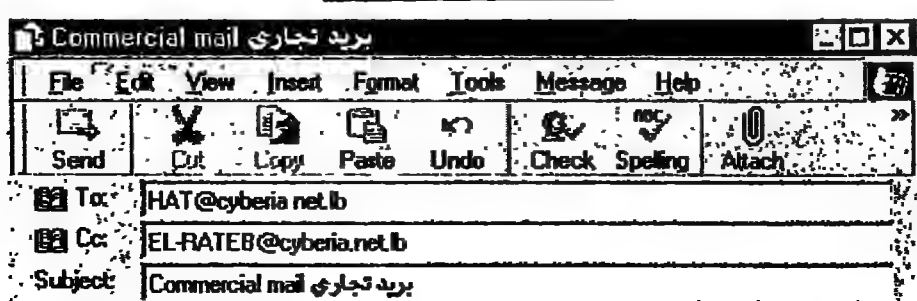 Commercial mail بريد تجاري
File Edit View Insert Format Tools Message Help
Send Cut Copy Paste Undo Check Spelling Attach
To: HAT@cyberia.net.lb
Cc: EL-RATEB@cyberia.net.lb
Subject: Commercial mail بريد تجاري